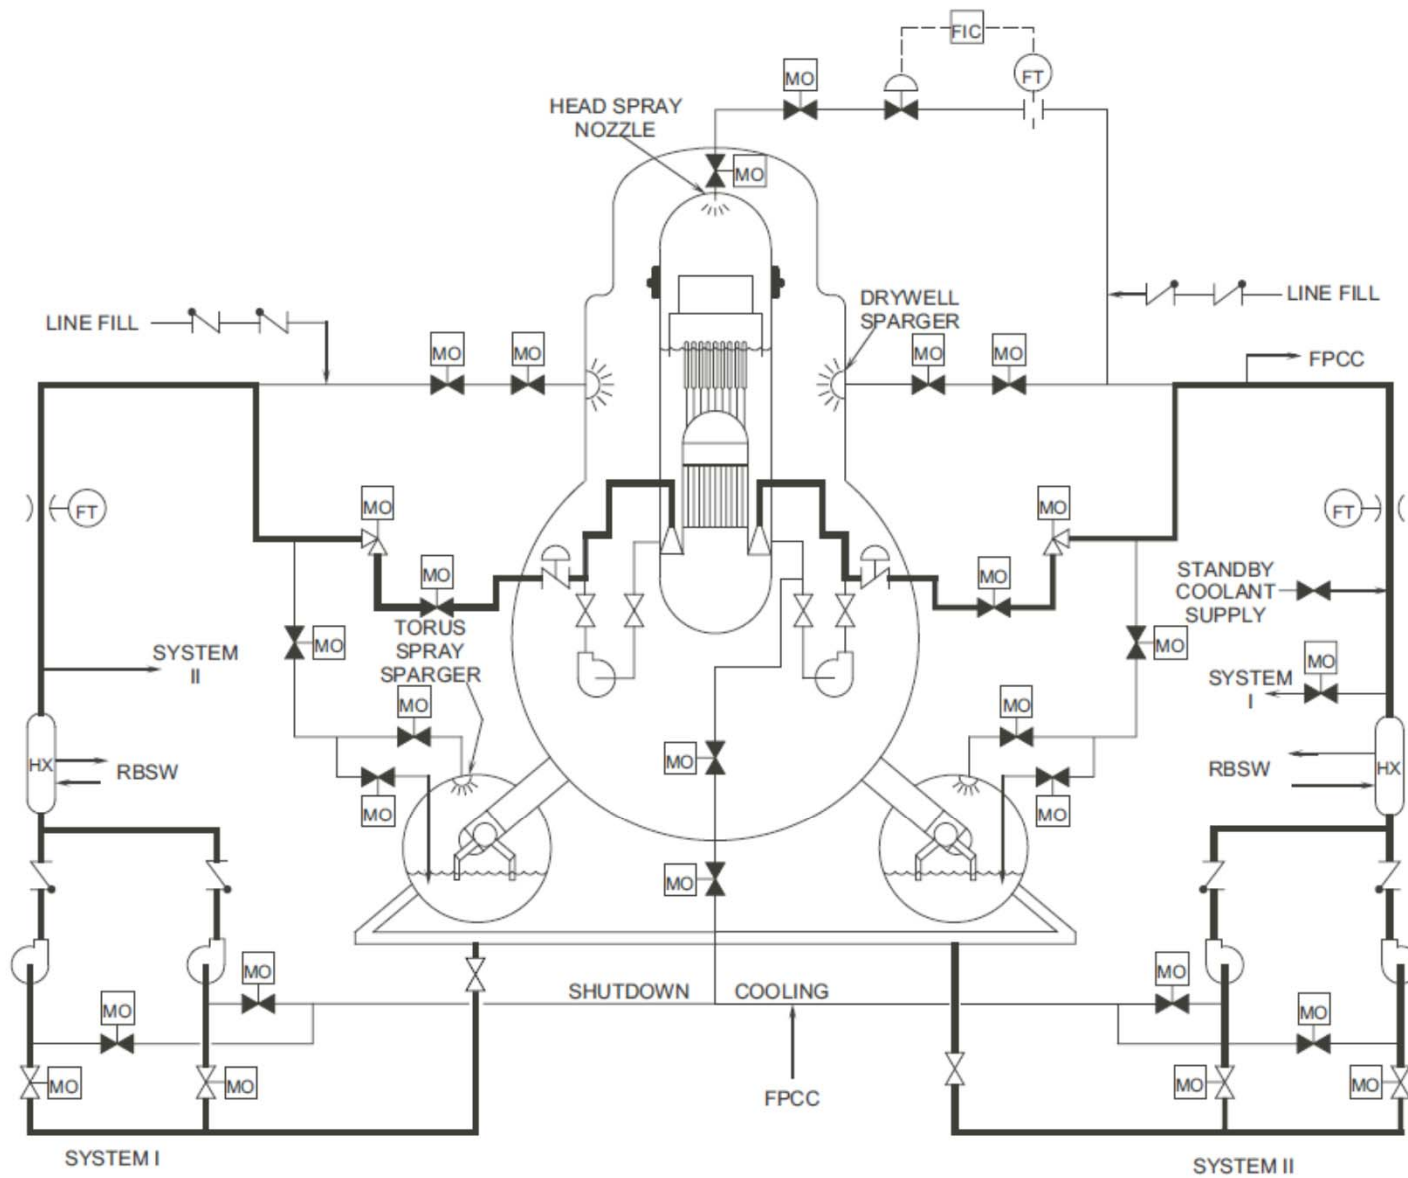 FIC
MO
FT
HEAD SPRAY
NOZZLE
MO
DRYWELL
SPARGER
LINE FILL
LINE FILL
MO
MO
MO
MO
FPCC
MO
MO
FT
FT
MO
MO
STANDBY
COOLANT
SUPPLY
TORUS
SPRAY
SPARGER
MO
MO
SYSTEM
II
MO
SYSTEM
I
MO
MO
MO
HX
RBSW
RBSW
HX
MO
MO
MO
MO
MO
MO
SHUTDOWN COOLING
MO
MO
MO
MO
MO
MO
FPCC
SYSTEM I
SYSTEM II